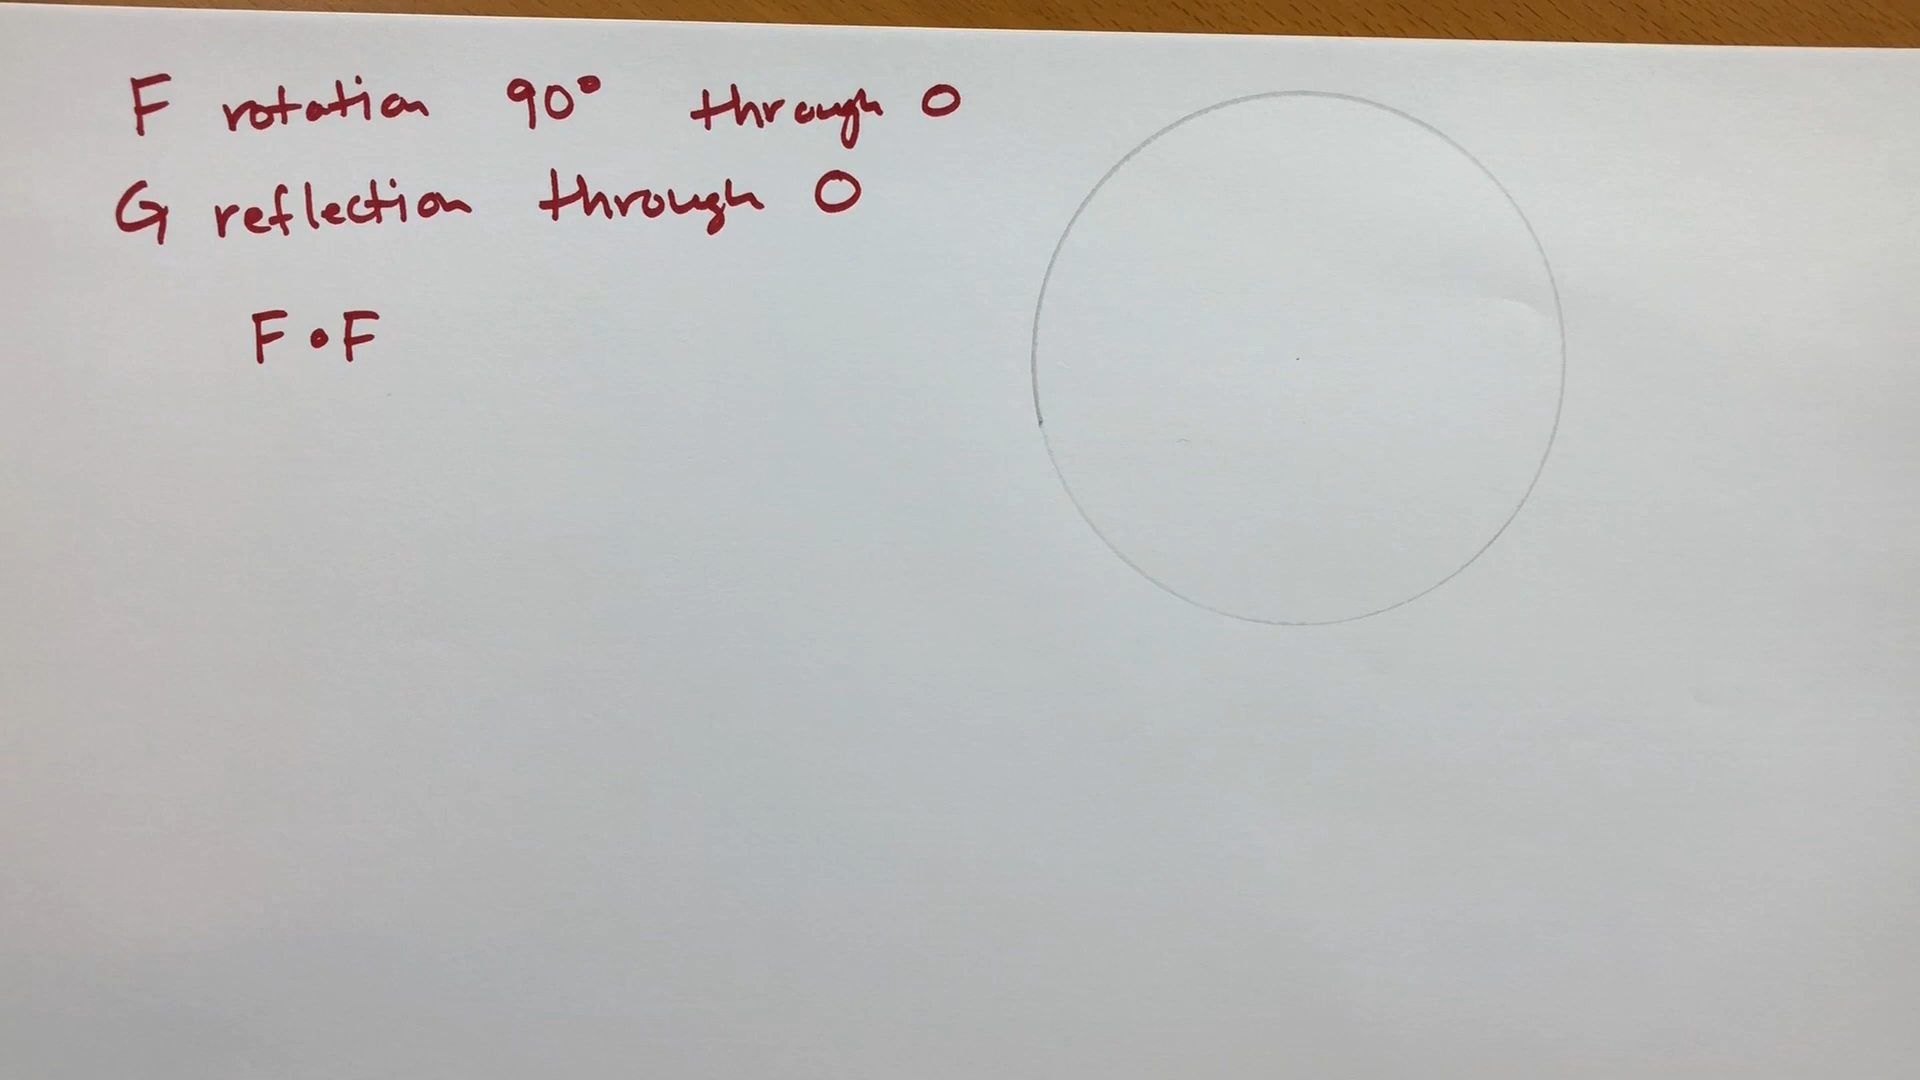 F rotation 90° through O
G reflection through O
F • F